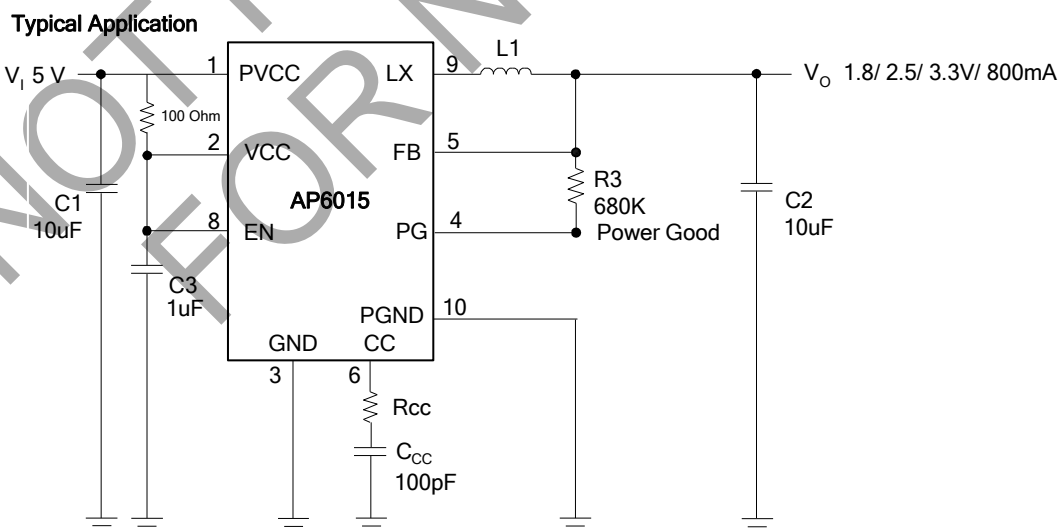 Typical Application
V_I 5 V
1
PVCC
LX
9
L1
V_O 1.8/ 2.5/ 3.3V/ 800mA
100 Ohm
2
VCC
FB
5
C1
10uF
AP6015
R3
680K
C2
10uF
8
EN
PG
4
Power Good
C3
1uF
PGND
10
GND
CC
3
6
Rcc
C_CC
100pF
NOT
FOR N